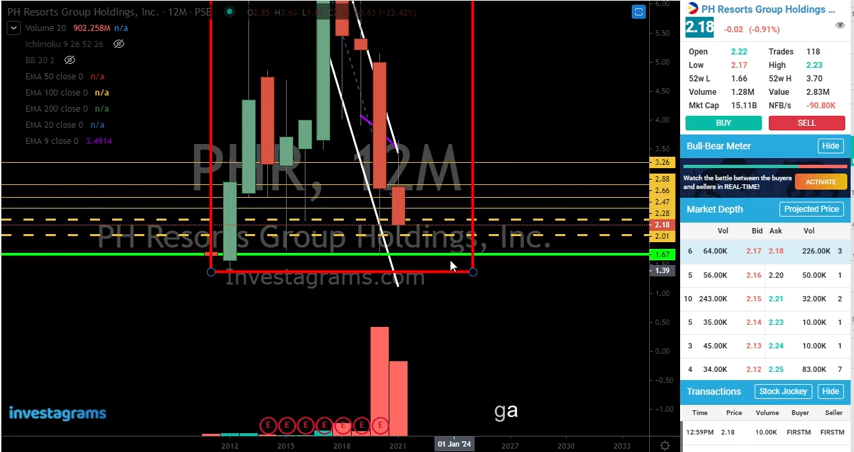 PH Resorts Group Holdings, Inc. · 12M · PSE
Volume 20 902.258M n/a
Ichimoku 9 26 52 26
BB 20 2
EMA 50 close 0 n/a
EMA 100 close 0 n/a
EMA 200 close 0 n/a
EMA 20 close 0 n/a
EMA 9 close 0 3.4914
PHR, 12M
PH Resorts Group Holdings, Inc.
Investagrams.com
investagrams
ga
6.00
5.50
5.00
4.50
4.00
3.50
3.26
2.88
2.66
2.47
2.28
2.18
2.01
1.67
1.39
1.00
0.50
0.00
-0.50
-1.00
E E E E E E E
2012 2015 2018 2021 01 Jan '24 2027 2030 2033
PH Resorts Group Holdings ...
2.18 -0.02 (-0.91%)
Open 2.22 Trades 118
Low 2.17 High 2.23
52w L 1.66 52w H 3.70
Volume 1.28M Value 2.83M
Mkt Cap 15.11B NFB/s -90.80K
BUY SELL
Bull-Bear Meter Hide
Watch the battle between the buyers
and sellers in REAL-TIME! ACTIVATE
Market Depth Projected Price
Vol Bid Ask Vol
6 64.00K 2.17 2.18 226.00K 3
5 56.00K 2.16 2.20 50.00K 1
10 243.00K 2.15 2.21 32.00K 2
5 35.00K 2.14 2.23 10.00K 1
3 45.00K 2.13 2.24 10.00K 1
4 34.00K 2.12 2.25 83.00K 7
Transactions Stock Jockey Hide
Time Price Volume Buyer Seller
12:59PM 2.18 10.00K FIRSTM FIRSTM